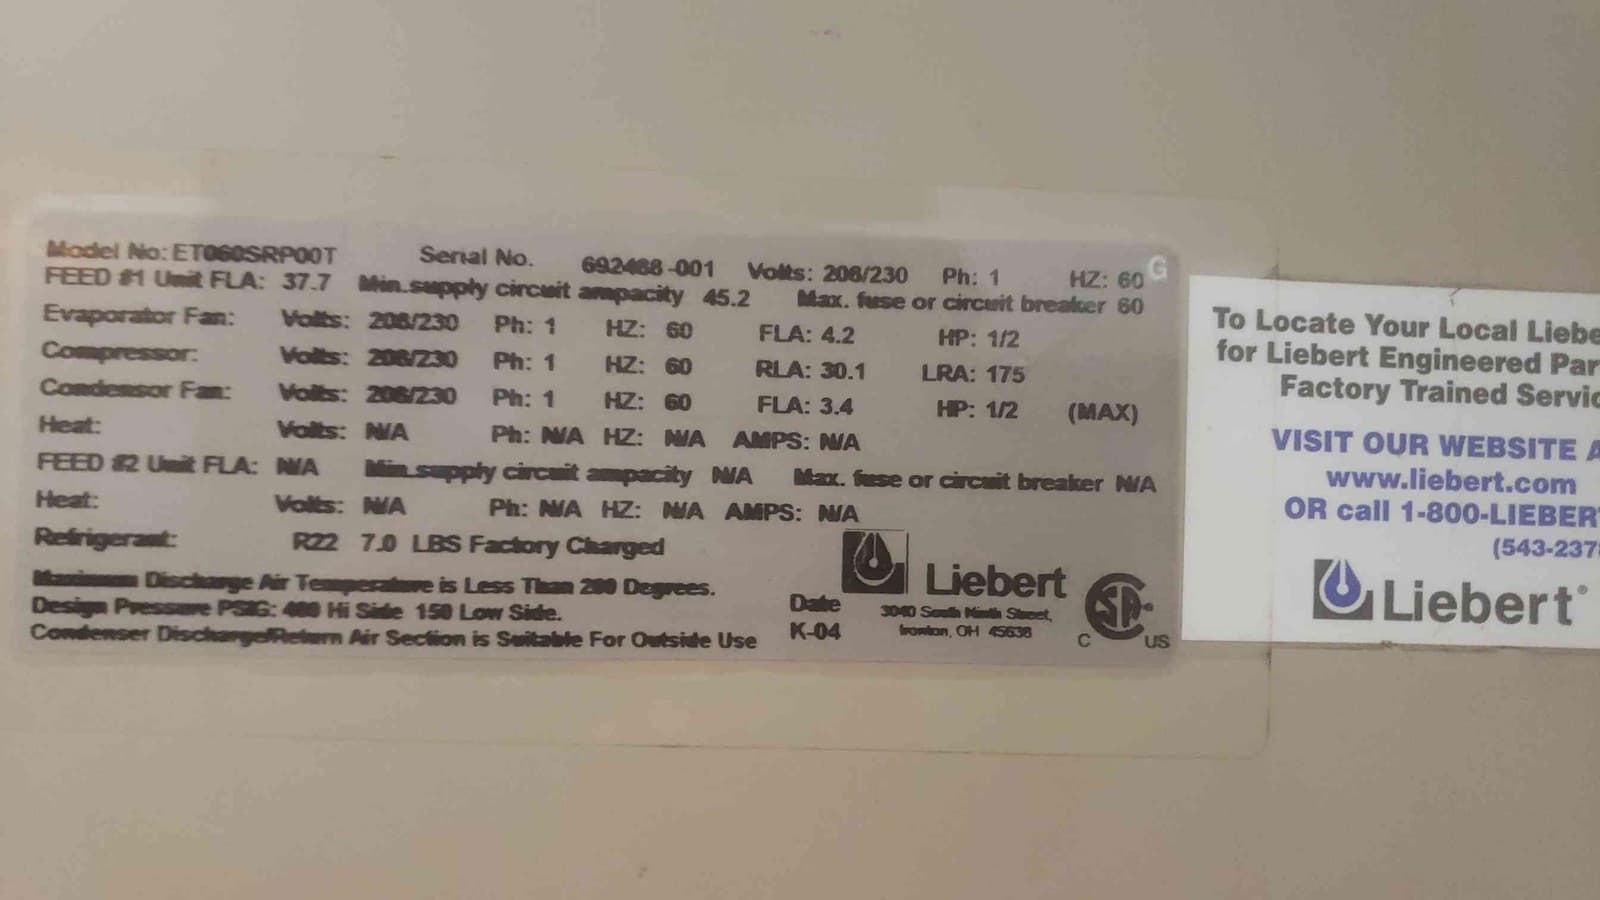 Model No: ET060SRP00T Serial No. 692468-001 Volts: 208/230 Ph: 1 HZ: 60 G
FEED #1 Unit FLA: 37.7 Min.supply circuit ampacity 45.2 Max. fuse or circuit breaker 60
Evaporator Fan: Volts: 208/230 Ph: 1 HZ: 60 FLA: 4.2 HP: 1/2
Compressor: Volts: 208/230 Ph: 1 HZ: 60 RLA: 30.1 LRA: 175
Condensor Fan: Volts: 208/230 Ph: 1 HZ: 60 FLA: 3.4 HP: 1/2 (MAX)
Heat: Volts: N/A Ph: N/A HZ: N/A AMPS: N/A
FEED #2 Unit FLA: N/A Min.supply circuit ampacity N/A Max. fuse or circuit breaker N/A
Heat: Volts: N/A Ph: N/A HZ: N/A AMPS: N/A
Refrigerant: R22 7.0 LBS Factory Charged
Maximum Discharge Air Temperature is Less Than 200 Degrees.
Design Pressure PSIG: 400 Hi Side 150 Low Side.
Condenser Discharge/Return Air Section is Suitable For Outside Use
Date
K-04
Liebert
3040 South Ninth Street,
Ironton, OH 45638
C SA US
To Locate Your Local Liebe
for Liebert Engineered Par
Factory Trained Servic
VISIT OUR WEBSITE A
www.liebert.com
OR call 1-800-LIEBER
(543-237
Liebert®